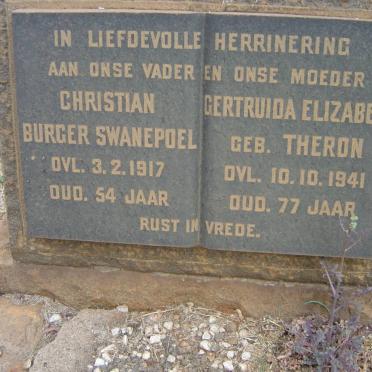 IN LIEFDEVOLLE HERRINERING
AAN ONSE VADER EN ONSE MOEDER
CHRISTIAN
BURGER SWANEPOEL
OVL. 3.2.1917
OUD. 54 JAAR
GERTRUIDA ELIZABE
GEB. THERON
OVL. 10.10.1941
OUD. 77 JAAR
RUST IN VREDE.